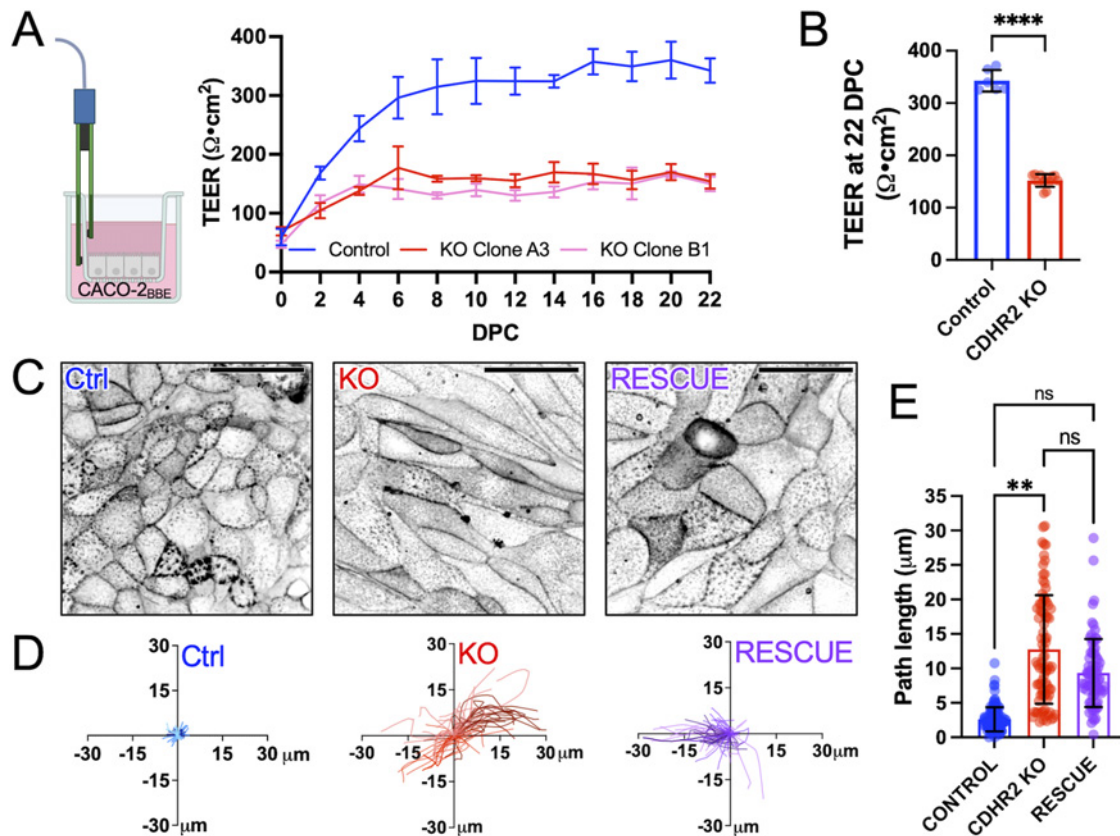 A
CACO-2BBE
TEER (Ω•cm²)
400
300
200
100
0
Control
KO Clone A3
KO Clone B1
0 2 4 6 8 10 12 14 16 18 20 22
DPC
B
****
TEER at 22 DPC
(Ω•cm²)
400
300
200
100
0
Control
CDHR2 KO
C
Ctrl
KO
RESCUE
D
Ctrl
30
15
-30 -15 15 30 μm
-15
-30
μm
KO
30
15
-30 -15 15 30 μm
-15
-30
μm
RESCUE
30
15
-30 -15 15 30 μm
-15
-30
μm
E
ns
ns
**
Path length (μm)
35
30
25
20
15
10
5
0
CONTROL
CDHR2 KO
RESCUE